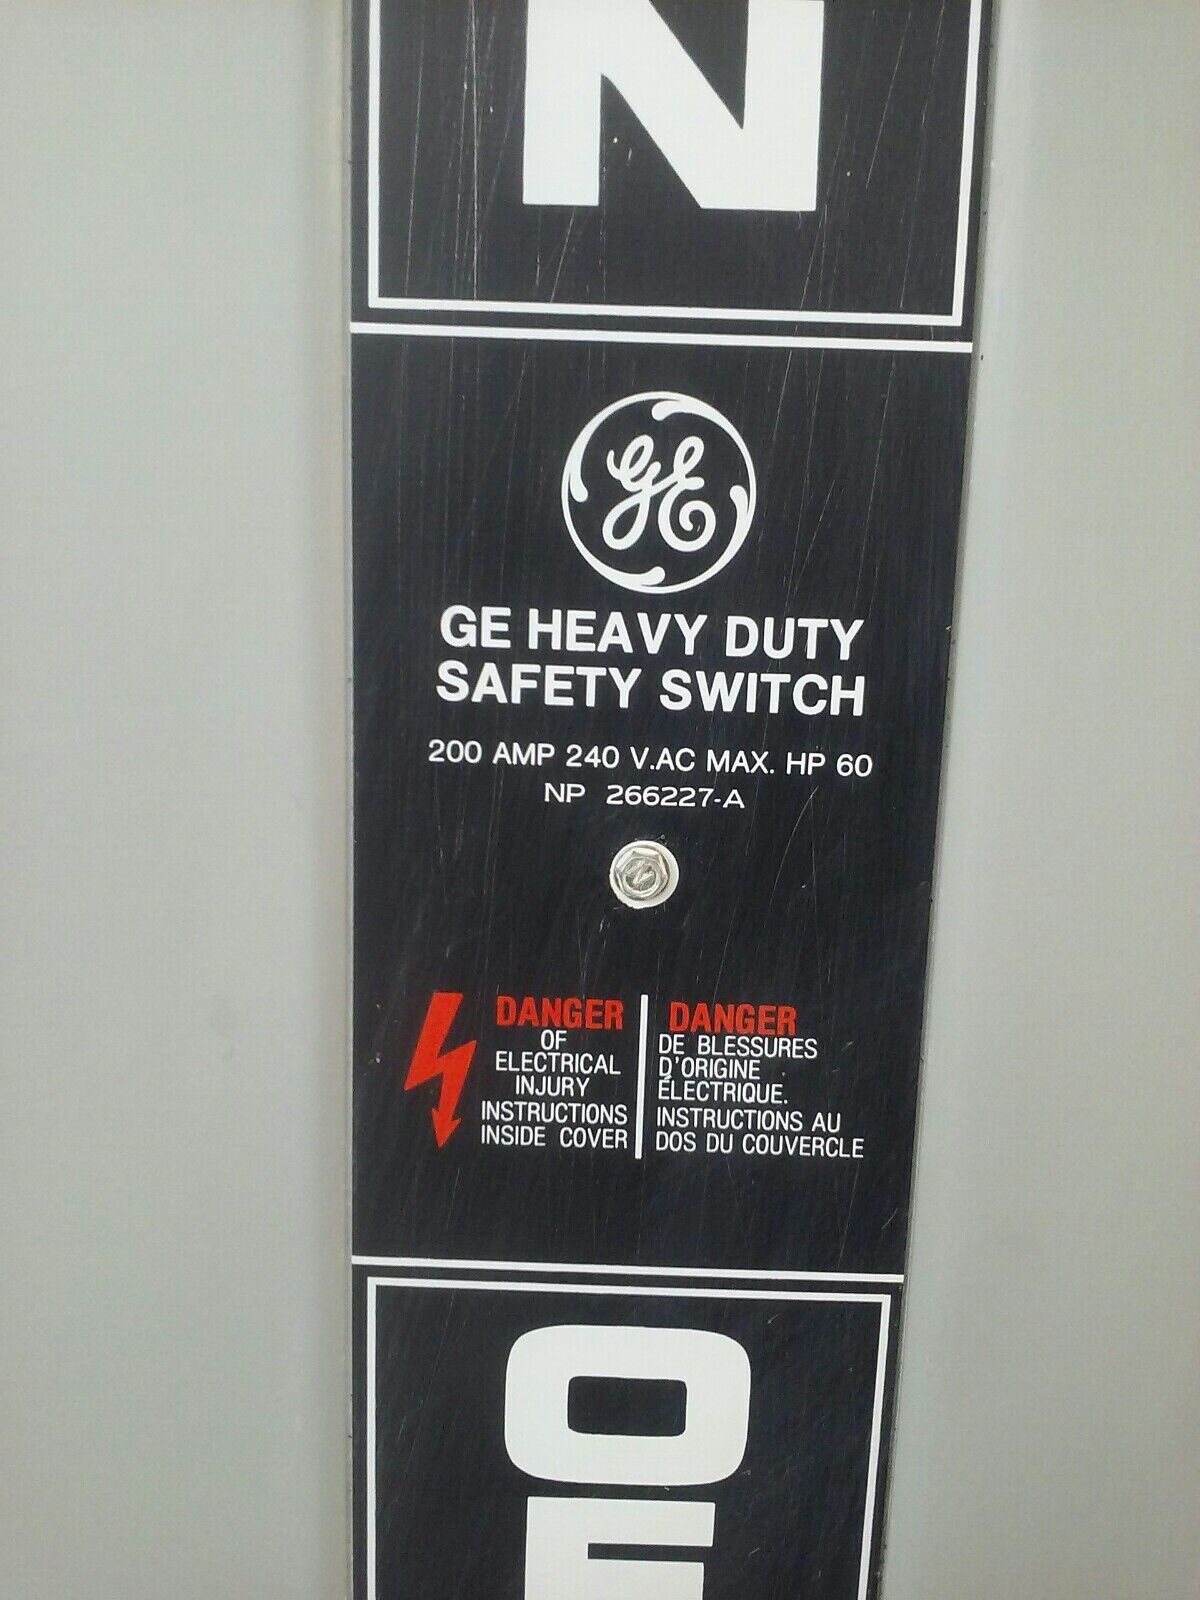 N
GE
GE HEAVY DUTY
SAFETY SWITCH
200 AMP 240 V.AC MAX. HP 60
NP 266227-A
DANGER
OF
ELECTRICAL
INJURY
INSTRUCTIONS
INSIDE COVER
DANGER
DE BLESSURES
D'ORIGINE
ÉLECTRIQUE.
INSTRUCTIONS AU
DOS DU COUVERCLE
O